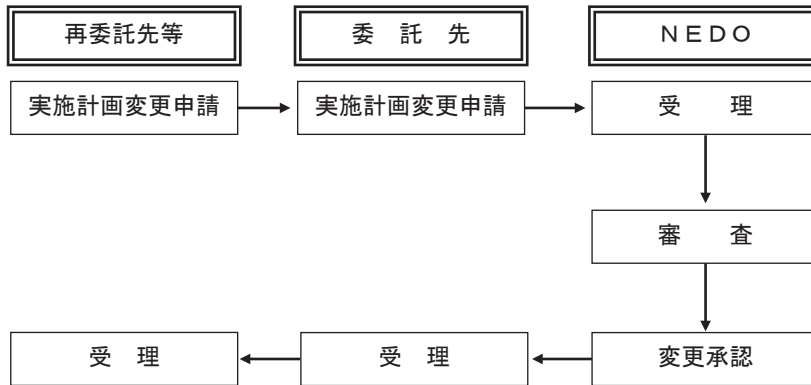 再委託先等 委 託 先 ＮＥＤＯ
実施計画変更申請 実施計画変更申請 受 理
審 査
受 理 受 理 変更承認